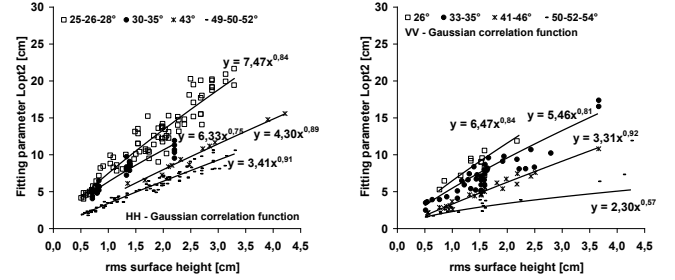 □ 25-26-28° ● 30-35° × 43° - 49-50-52°
Fitting parameter Lopt2 [cm]
30
25
20
15
10
5
0
y = 7,47x^0,84
y = 6,33x^0,75
y = 4,30x^0,89
y = 3,41x^0,91
HH - Gaussian correlation function
0,0 0,5 1,0 1,5 2,0 2,5 3,0 3,5 4,0 4,5
rms surface height [cm]
□ 26° ● 33-35° × 41-46° - 50-52-54°
VV - Gaussian correlation function
Fitting parameter Lopt2 [cm]
30
25
20
15
10
5
0
y = 6,47x^0,84
y = 5,46x^0,81
y = 3,31x^0,92
y = 2,30x^0,57
0,0 0,5 1,0 1,5 2,0 2,5 3,0 3,5 4,0 4,5
rms surface height [cm]